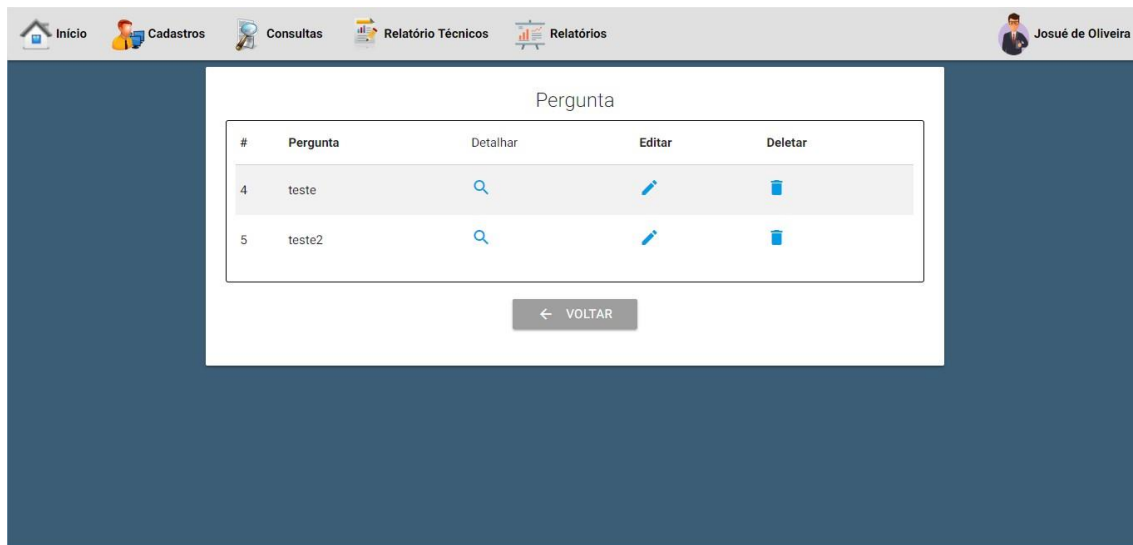 Início Cadastros Consultas Relatório Técnicos Relatórios Josué de Oliveira
Pergunta
# Pergunta Detalhar Editar Deletar
4 teste
5 teste2
VOLTAR